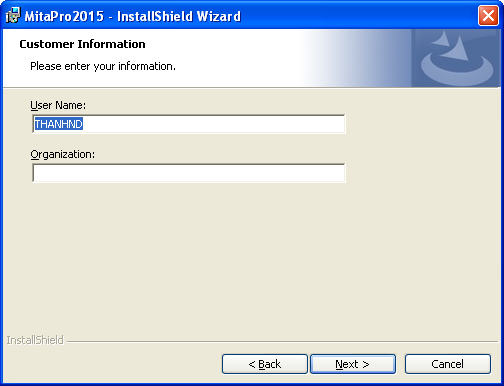 MitaPro2015 - InstallShield Wizard
Customer Information
Please enter your information.
User Name:
THANHND
Organization:
InstallShield
< Back
Next >
Cancel